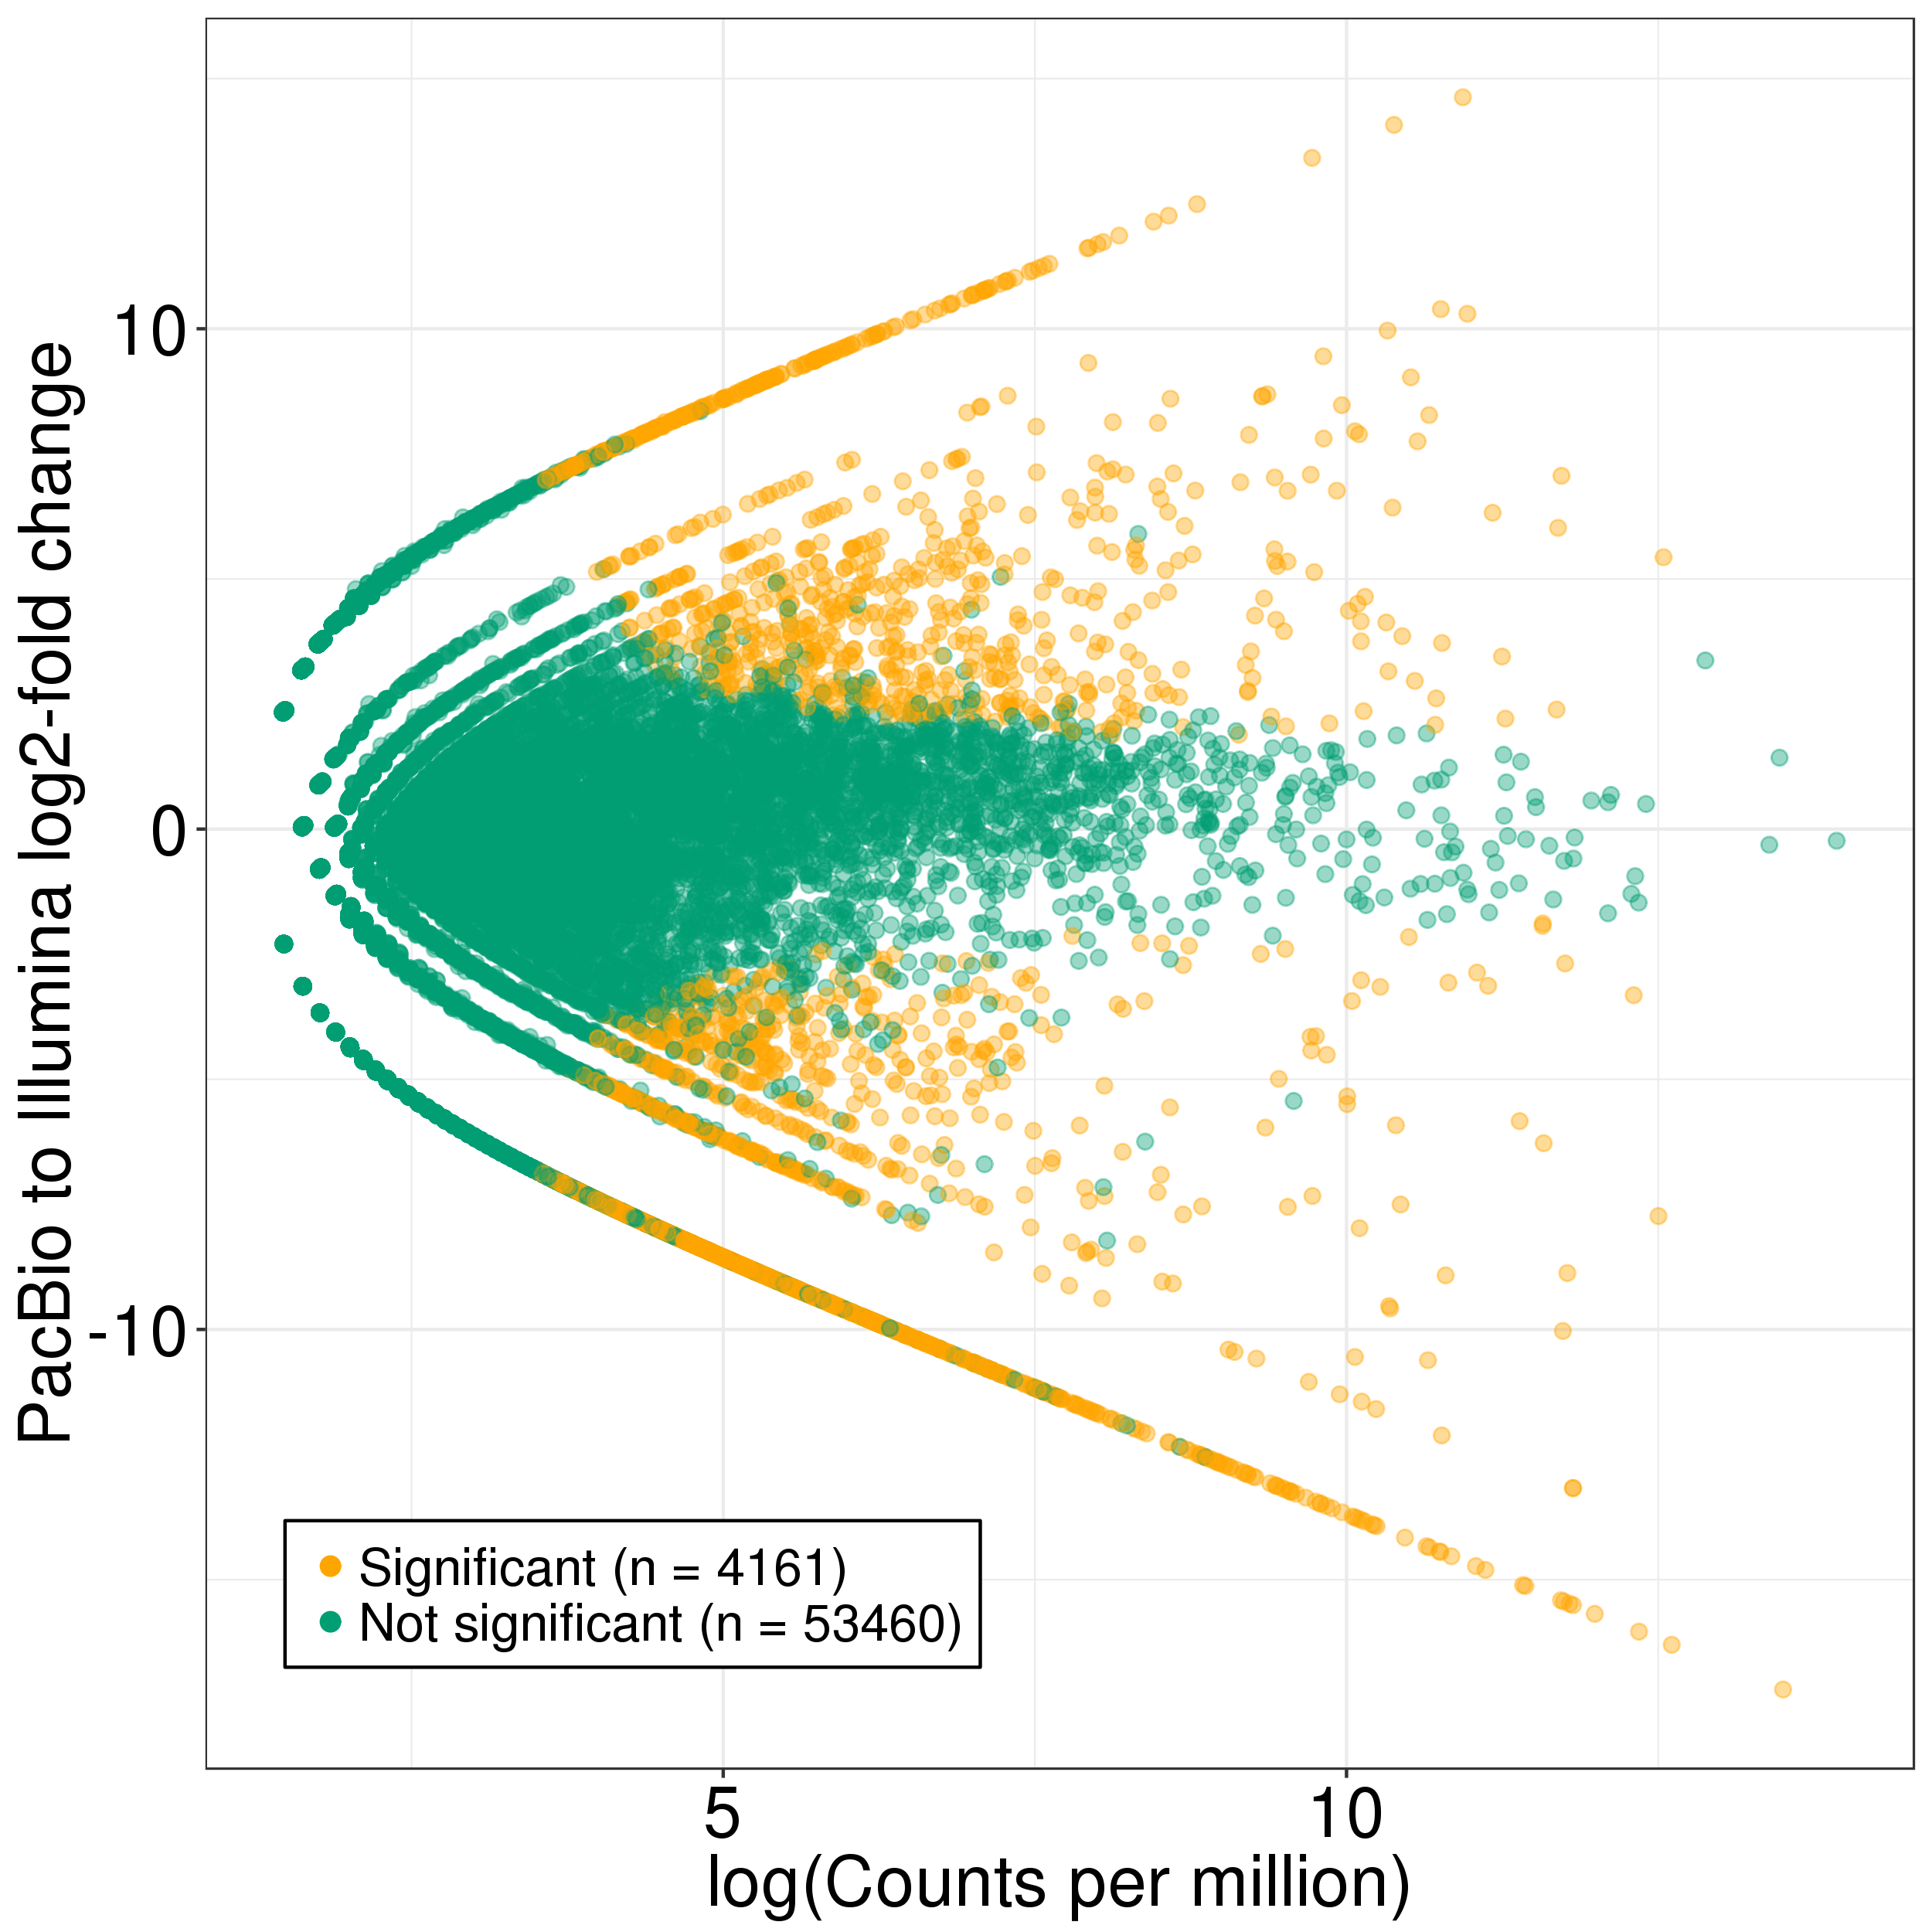 PacBio to Illumina log2-fold change
10
0
-10
Significant (n = 4161)
Not significant (n = 53460)
5
10
log(Counts per million)